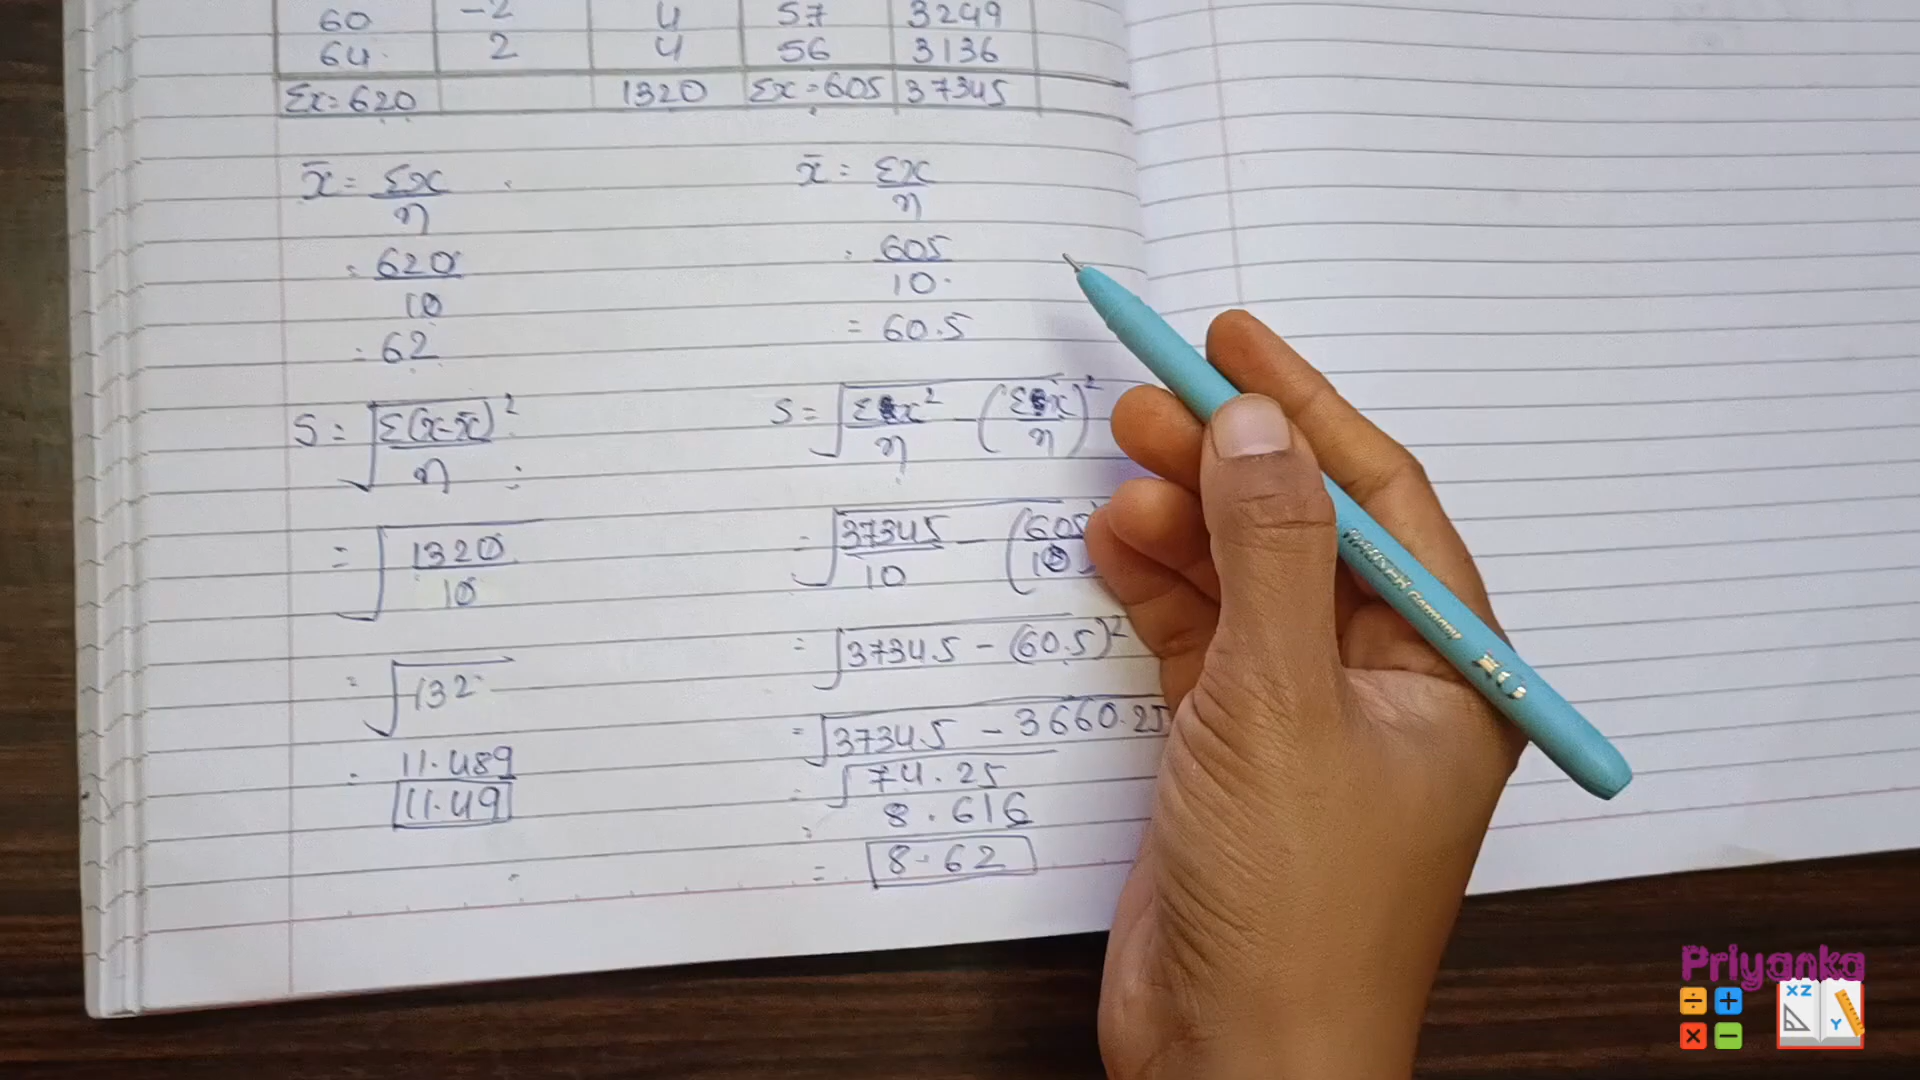 60 -2 4 57 3249
64 2 4 56 3136
Σx=620 1320 Σx=605 37345
x̄ = Σx/n
= 620/10
= 62
S = √Σ(x-x̄)²/n
= √1320/10
= √132
= 11.489
11.49
x̄ = Σx/n
= 605/10
= 60.5
S = √Σx²/n - (Σx/n)²
= √37345/10 - (605/10)
= √3734.5 - (60.5)²
= √3734.5 - 3660.25
= √74.25
= 8.616
= 8.62
Priyanka
÷ +
× −
XZ
Y